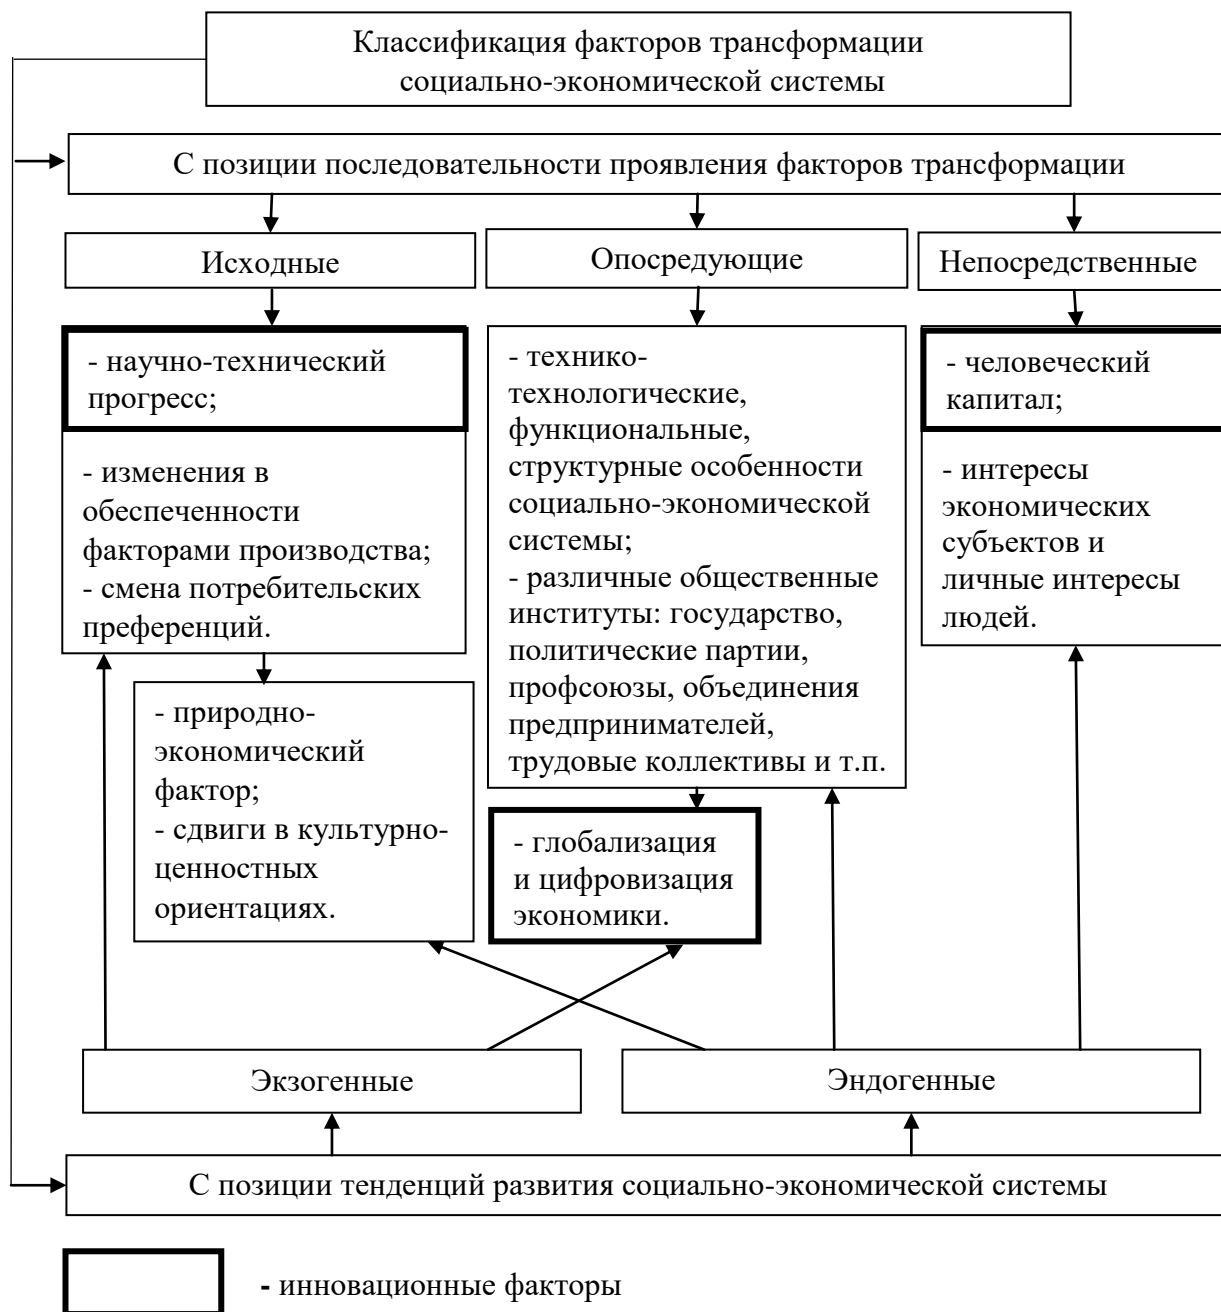 Классификация факторов трансформации
социально-экономической системы
С позиции последовательности проявления факторов трансформации
Исходные
Опосредующие
Непосредственные
- научно-технический
прогресс;
- изменения в
обеспеченности
факторами производства;
- смена потребительских
преференций.
- природно-
экономический
фактор;
- сдвиги в культурно-
ценностных
ориентациях.
- технико-
технологические,
функциональные,
структурные особенности
социально-экономической
системы;
- различные общественные
институты: государство,
политические партии,
профсоюзы, объединения
предпринимателей,
трудовые коллективы и т.п.
- глобализация
и цифровизация
экономики.
- человеческий
капитал;
- интересы
экономических
субъектов и
личные интересы
людей.
Экзогенные
Эндогенные
С позиции тенденций развития социально-экономической системы
- инновационные факторы